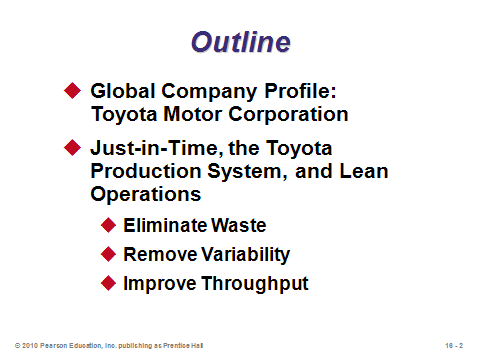 Outline
Global Company Profile:
Toyota Motor Corporation
Just-in-Time, the Toyota
Production System, and Lean
Operations
Eliminate Waste
Remove Variability
Improve Throughput
© 2010 Pearson Education, Inc. publishing as Prentice Hall
16 - 2